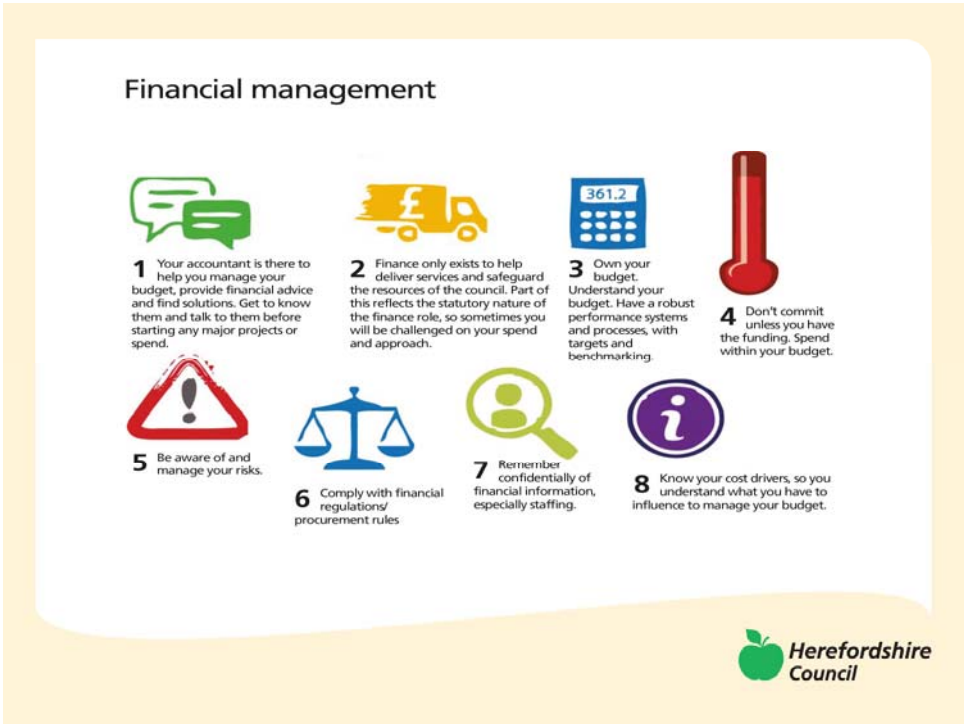 Financial management
361.2
£
1 Your accountant is there to
help you manage your
budget, provide financial advice
and find solutions. Get to know
them and talk to them before
starting any major projects or
spend.
2 Finance only exists to help
deliver services and safeguard
the resources of the council. Part of
this reflects the statutory nature of
the finance role, so sometimes you
will be challenged on your spend
and approach.
3 Own your
budget.
Understand your
budget. Have a robust
performance systems
and processes, with
targets and
benchmarking.
4 Don't commit
unless you have
the funding. Spend
within your budget.
!
5 Be aware of and
manage your risks.
6 Comply with financial
regulations/
procurement rules
7 Remember
confidentially of
financial information,
especially staffing.
i
8 Know your cost drivers, so you
understand what you have to
influence to manage your budget.
Herefordshire
Council